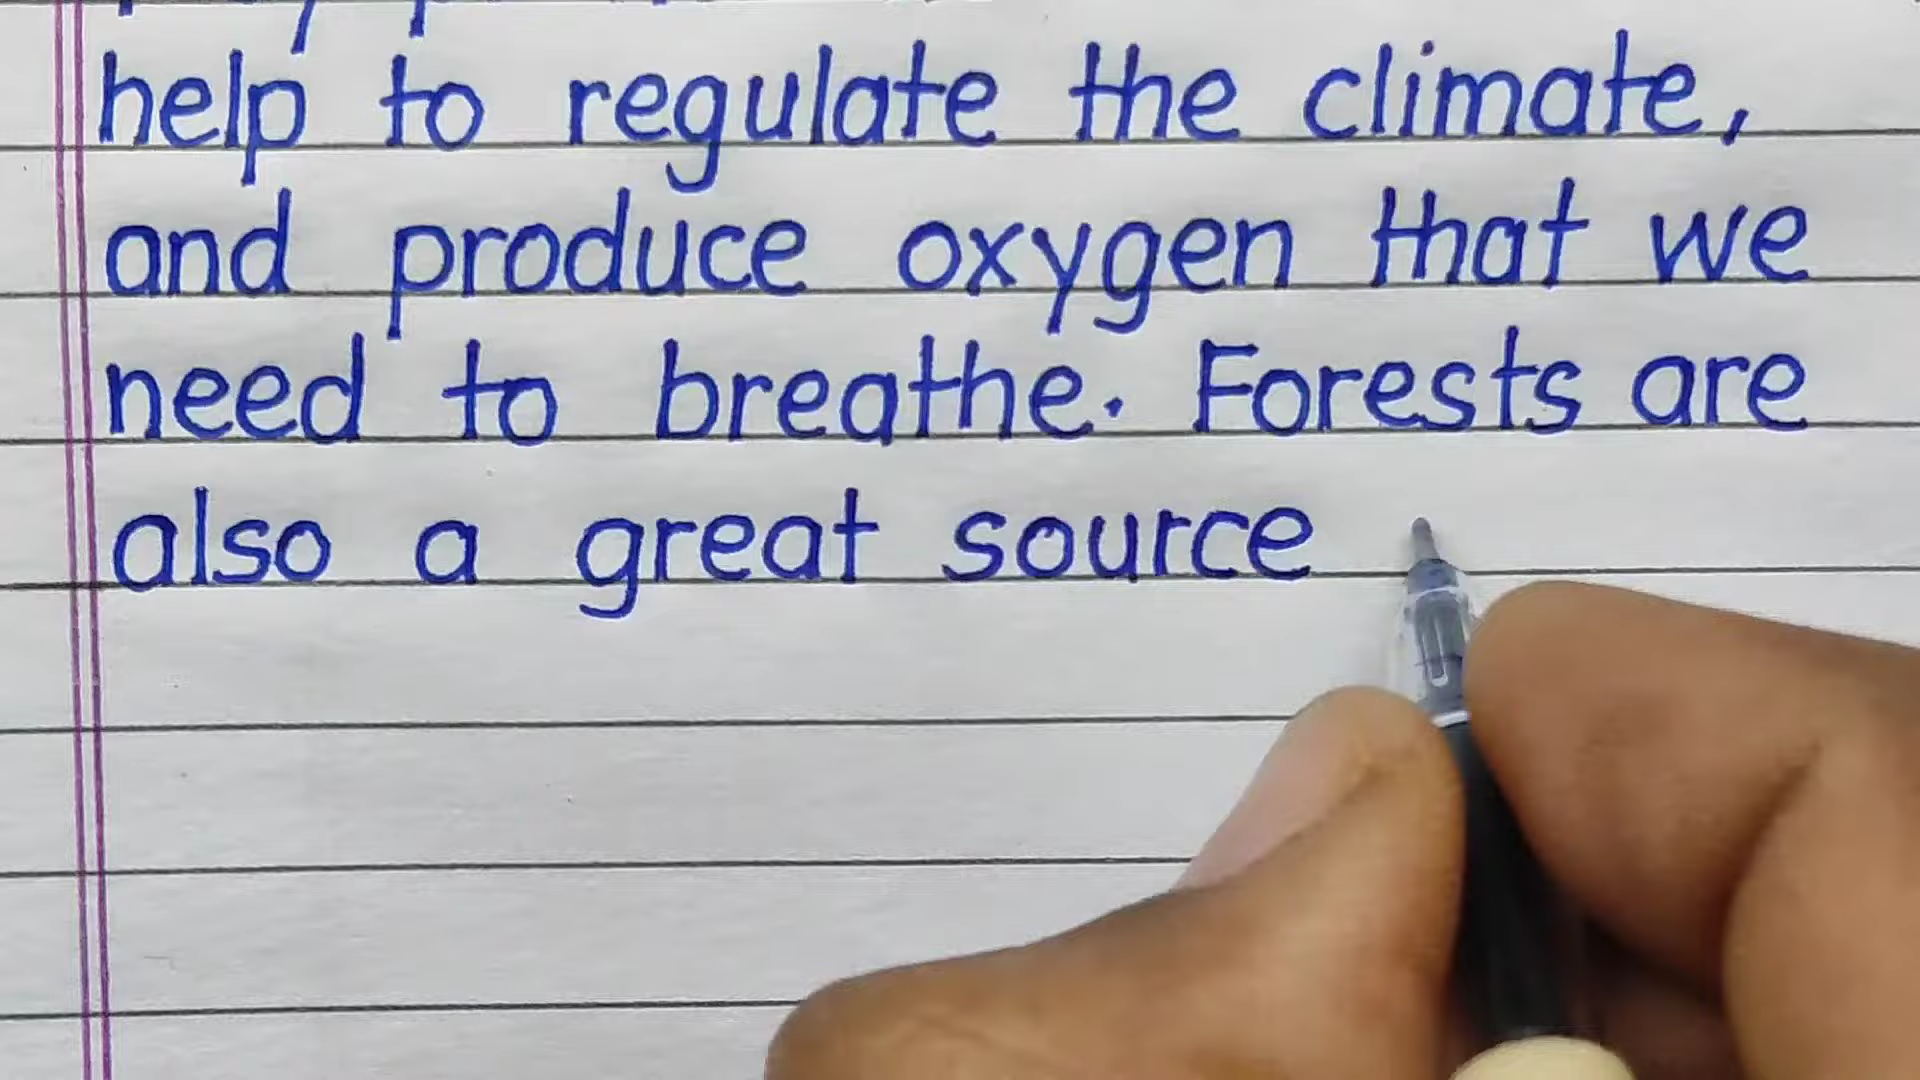 help to regulate the climate,
and produce oxygen that we
need to breathe. Forests are
also a great source